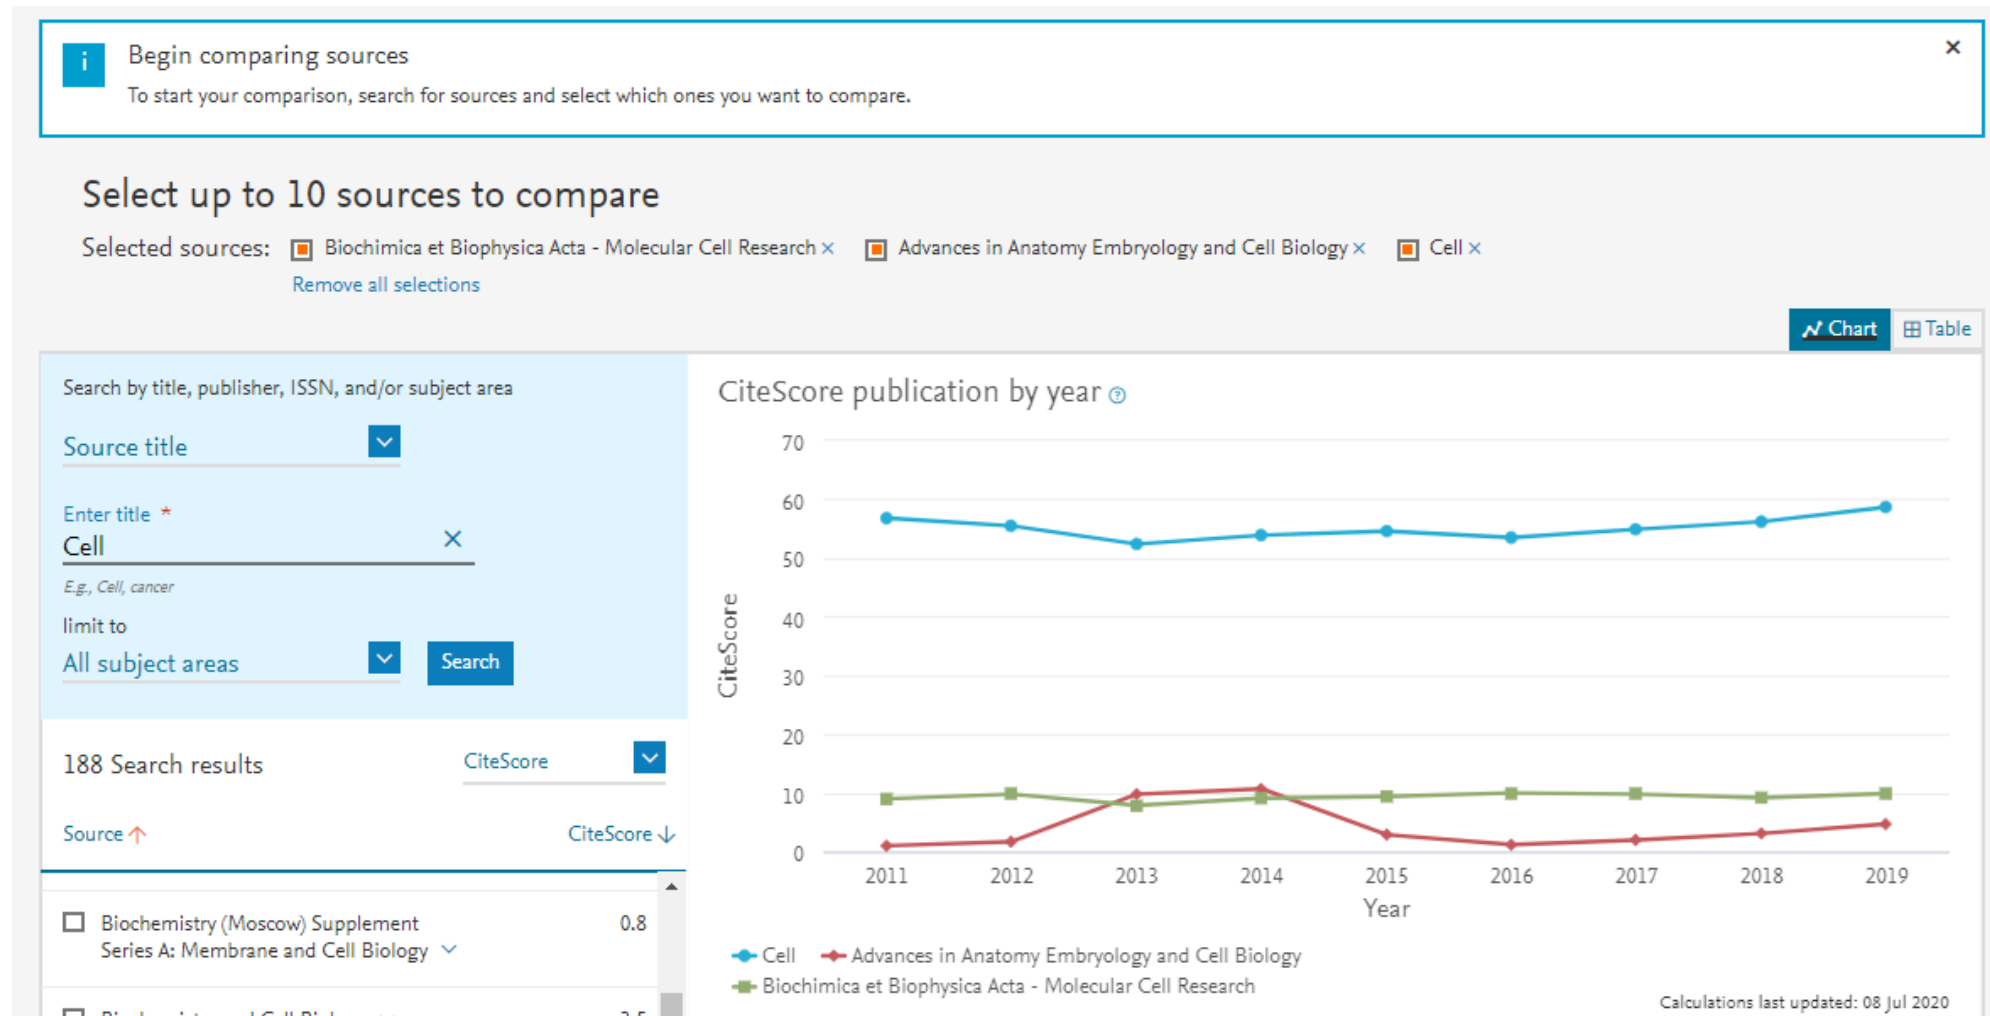 i
Begin comparing sources
×
To start your comparison, search for sources and select which ones you want to compare.
Select up to 10 sources to compare
Selected sources: Biochimica et Biophysica Acta - Molecular Cell Research × Advances in Anatomy Embryology and Cell Biology × Cell ×
Remove all selections
Chart Table
Search by title, publisher, ISSN, and/or subject area
Source title
Enter title *
Cell ×
E.g., Cell, cancer
limit to
All subject areas Search
188 Search results CiteScore
Source ↑ CiteScore ↓
Biochemistry (Moscow) Supplement 0.8
Series A: Membrane and Cell Biology
CiteScore publication by year ?
70
60
50
40
30
20
10
0
CiteScore
2011 2012 2013 2014 2015 2016 2017 2018 2019
Year
Cell Advances in Anatomy Embryology and Cell Biology
Biochimica et Biophysica Acta - Molecular Cell Research
Calculations last updated: 08 Jul 2020